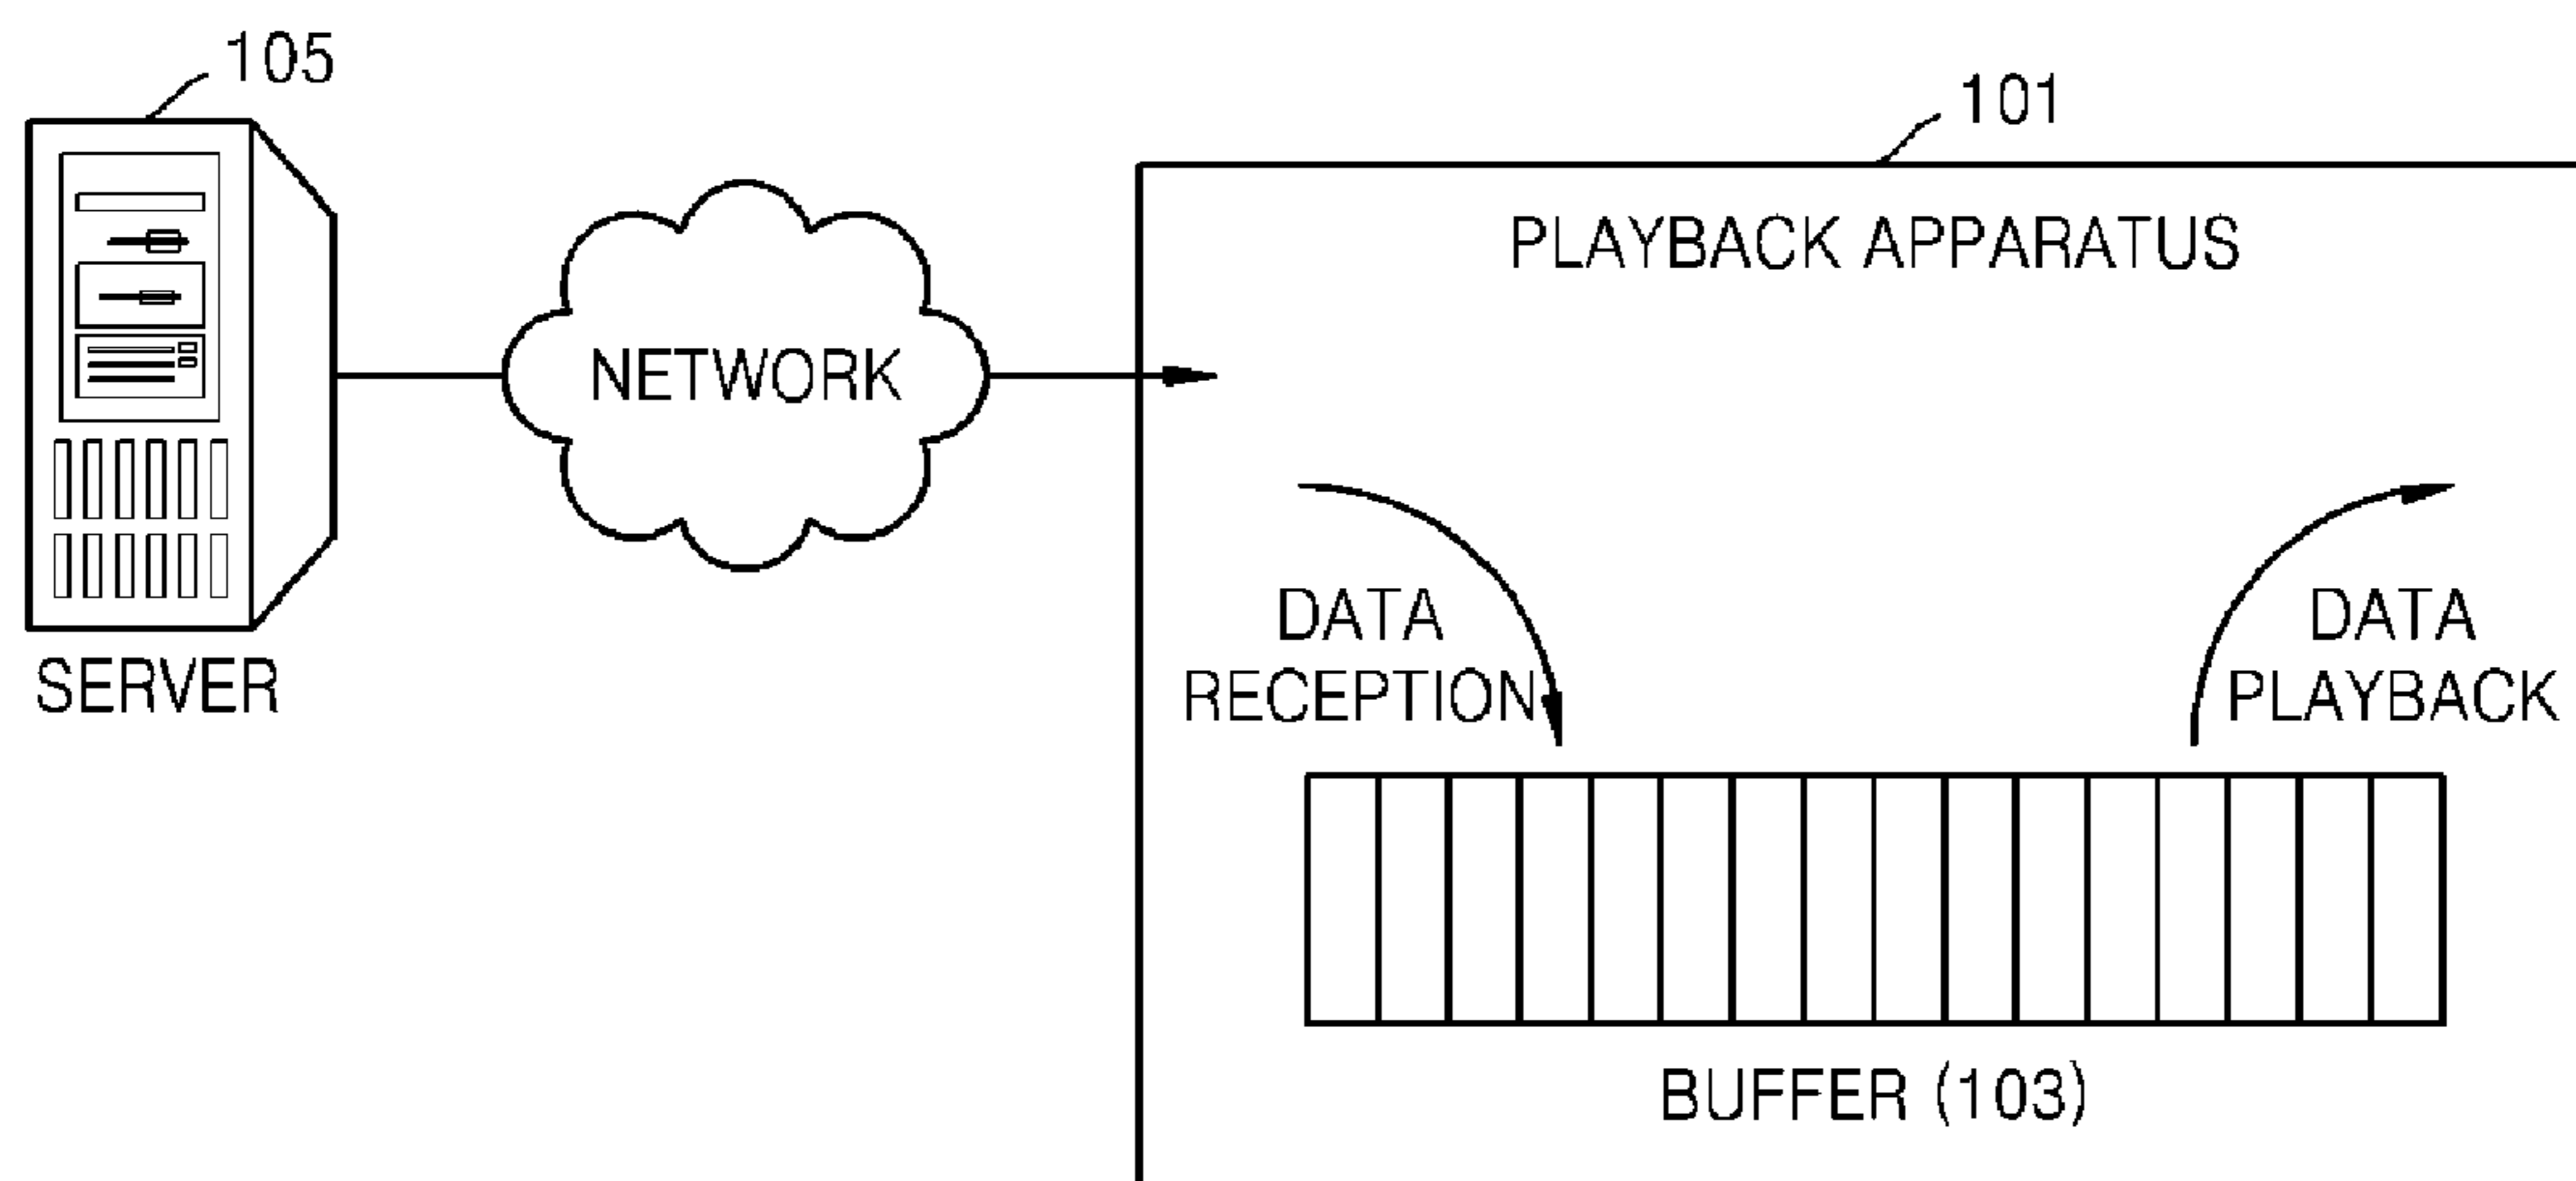 105
101
PLAYBACK APPARATUS
NETWORK
DATA
RECEPTION
DATA
PLAYBACK
SERVER
BUFFER (103)